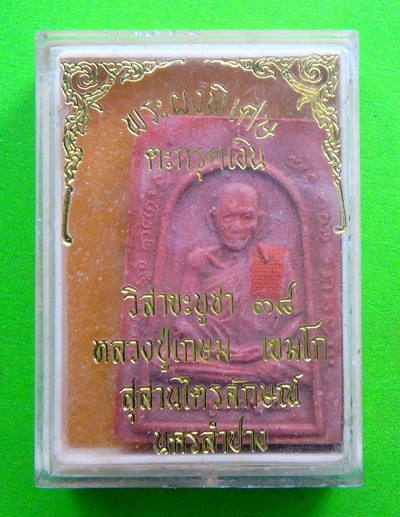 พระผงพิเศษ
ตะกรุดเงิน
วิสาขะบูชา ๓๘
หลวงปู่เกษม เขมโก
สุสานไตรลักษณ์
นครลำปาง